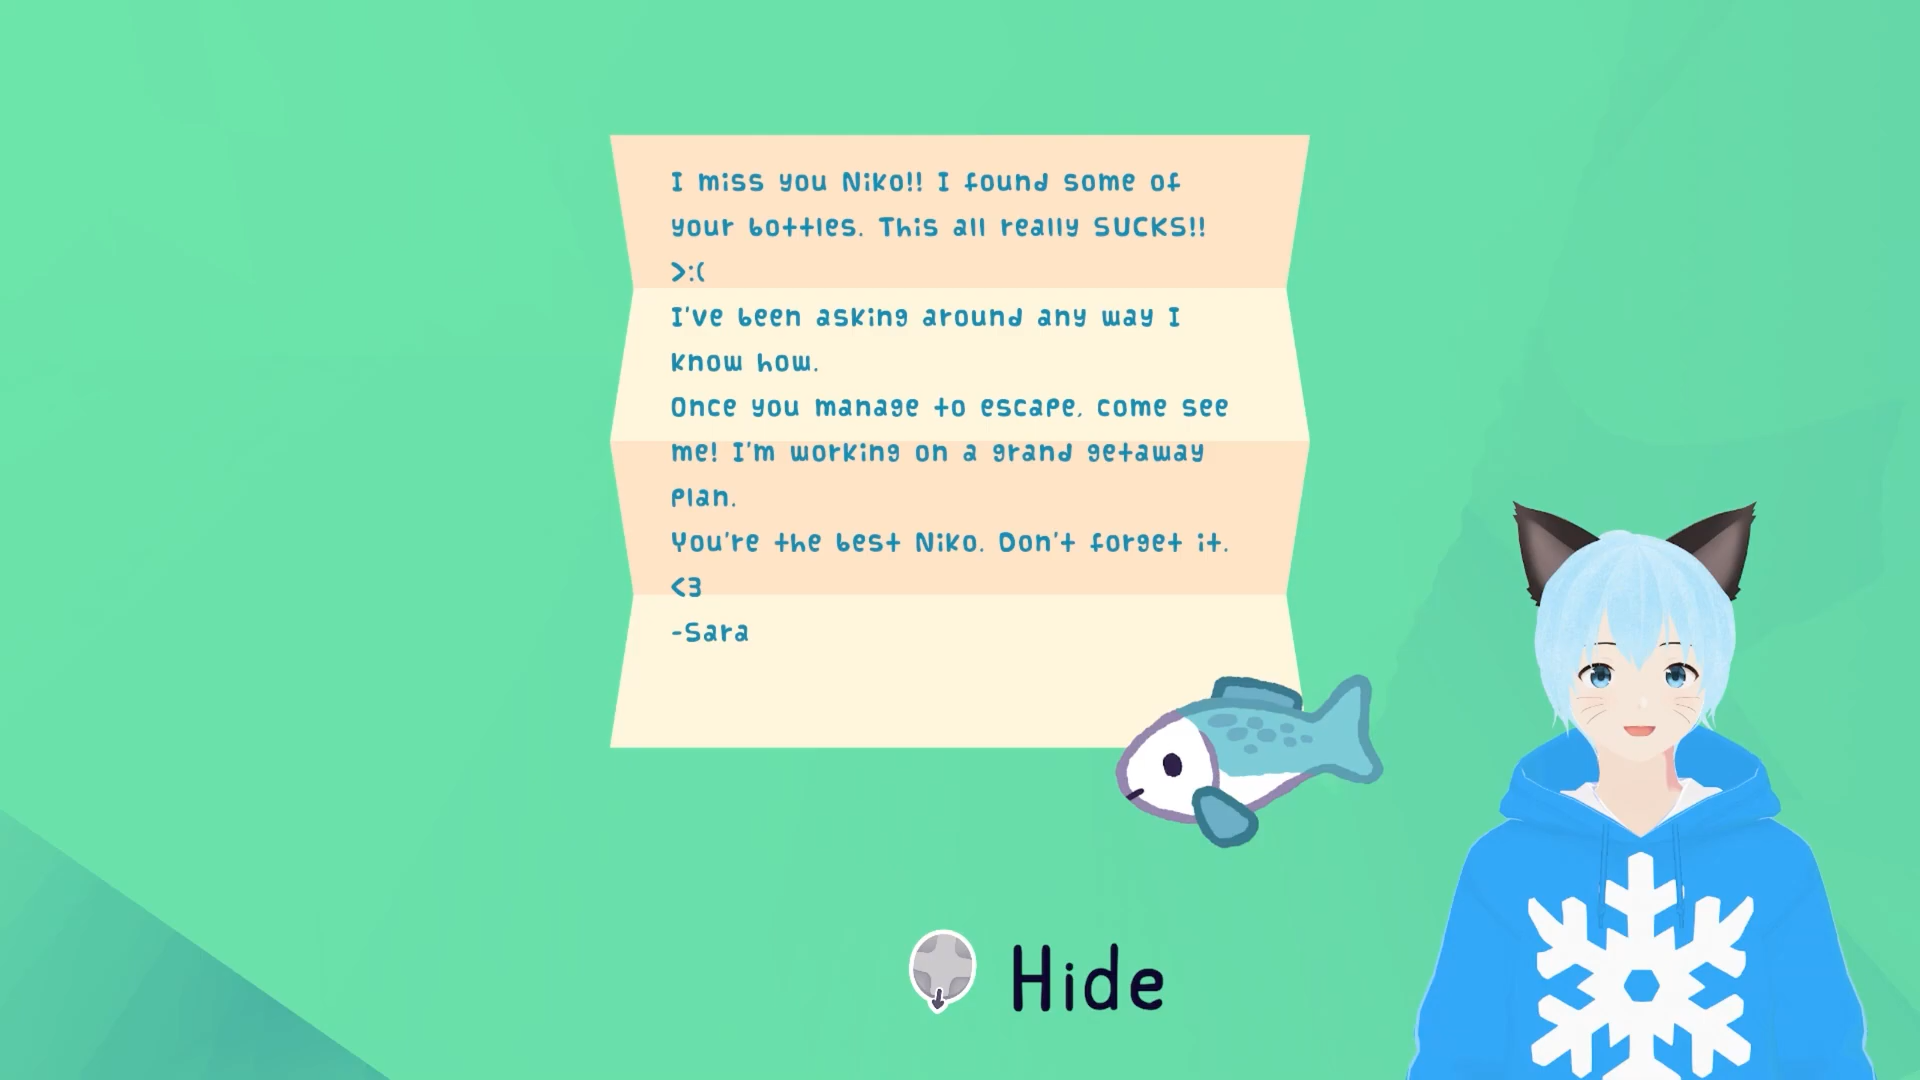 I miss you Niko!! I found some of
your bottles. This all really SUCKS!!
>:(
I've been asking around any way I
know how.
Once you manage to escape, come see
me! I'm working on a grand getaway
plan.
You're the best Niko. Don't forget it.
<3
-Sara
Hide